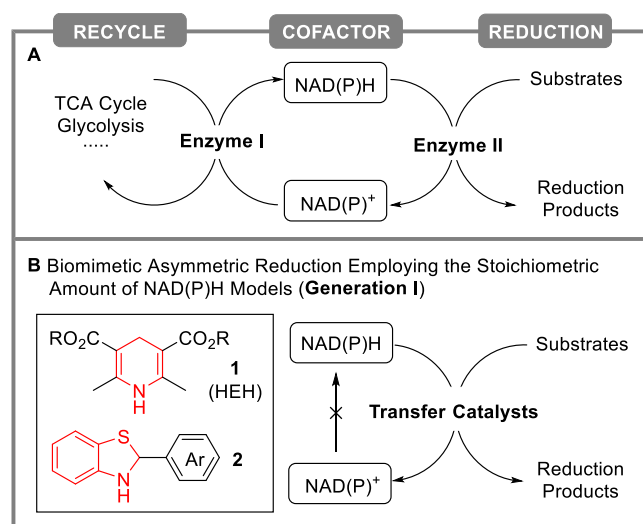 RECYCLE
COFACTOR
REDUCTION
A
TCA Cycle
Glycolysis
.....
Enzyme I
NAD(P)H
NAD(P)⁺
Enzyme II
Substrates
Reduction
Products
B Biomimetic Asymmetric Reduction Employing the Stoichiometric
Amount of NAD(P)H Models (Generation I)
RO₂C
CO₂R
1
(HEH)
N
H
S
N
H
Ar
2
NAD(P)H
NAD(P)⁺
Transfer Catalysts
Substrates
Reduction
Products